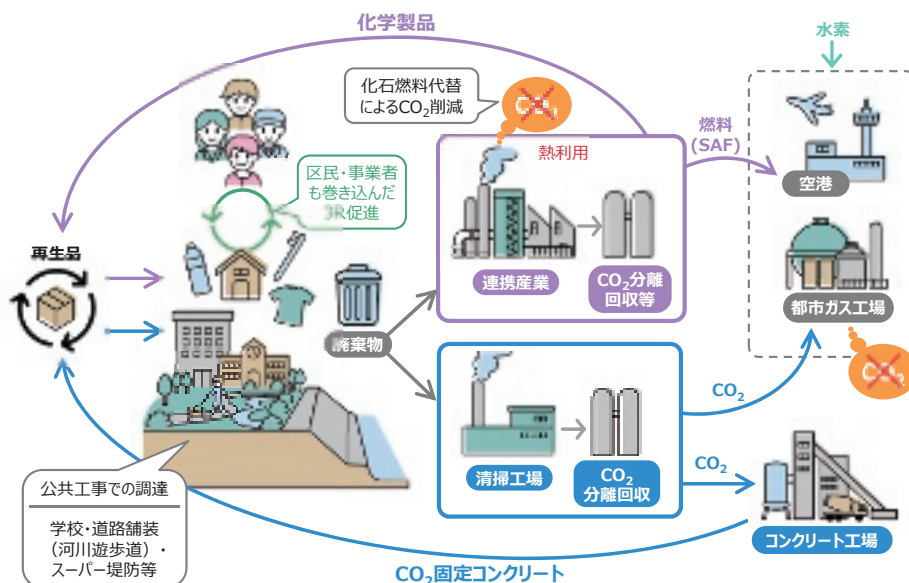 化学製品
水素
化石燃料代替
によるCO₂削減
CO₂
燃料
(SAF)
熱利用
空港
区民・事業者
も巻き込んだ
3R促進
再生品
連携産業
CO₂分離
回収等
都市ガス工場
廃棄物
CO₂
CO₂
清掃工場
CO₂
分離回収
CO₂
コンクリート工場
公共工事での調達
学校・道路舗装
(河川遊歩道)・
スーパー堤防等
CO₂固定コンクリート